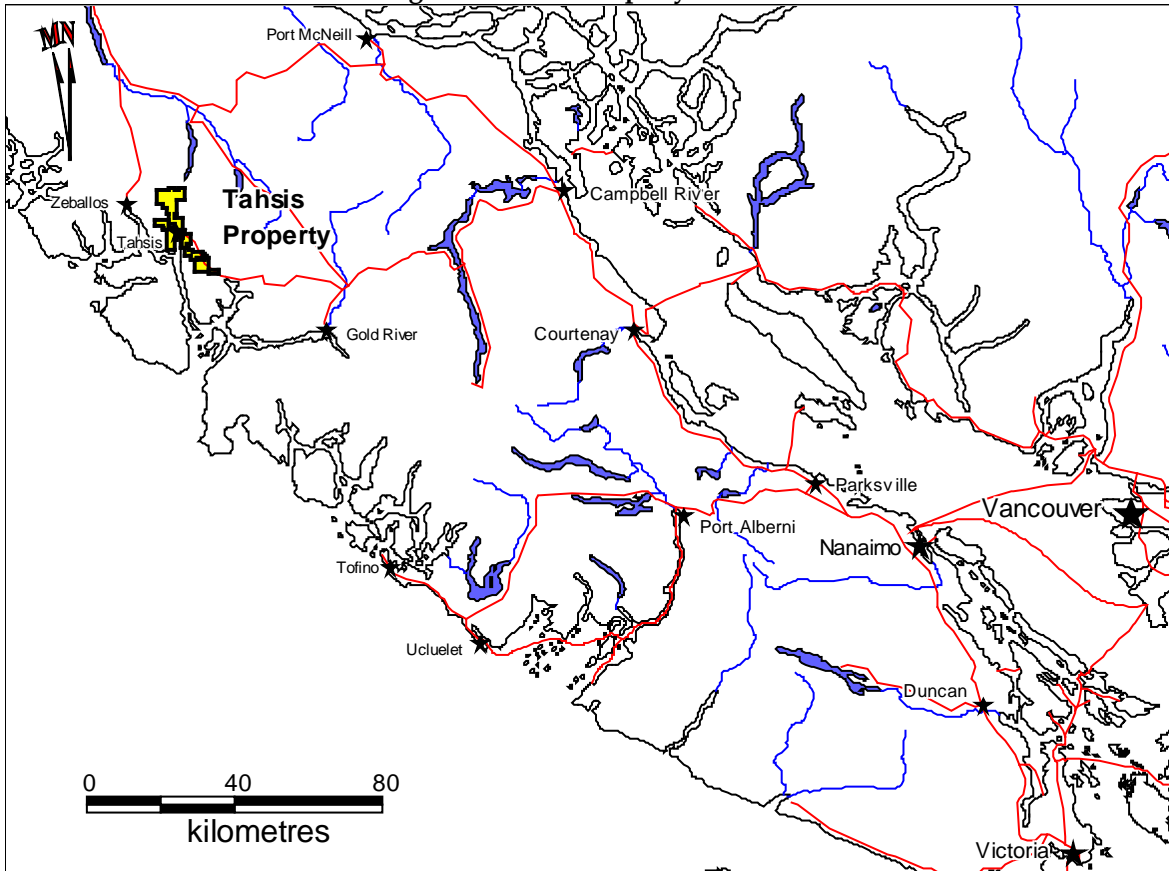 MN
Port McNeill
Campbell River
Tahsis
Property
Zeballos
Tahsis
Gold River
Courtenay
Parksville
Vancouver
Port Alberni
Nanaimo
Tofino
Ucluelet
Duncan
0 40 80
kilometres
Victoria